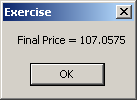 Exercise
Final Price = 107.0575
OK